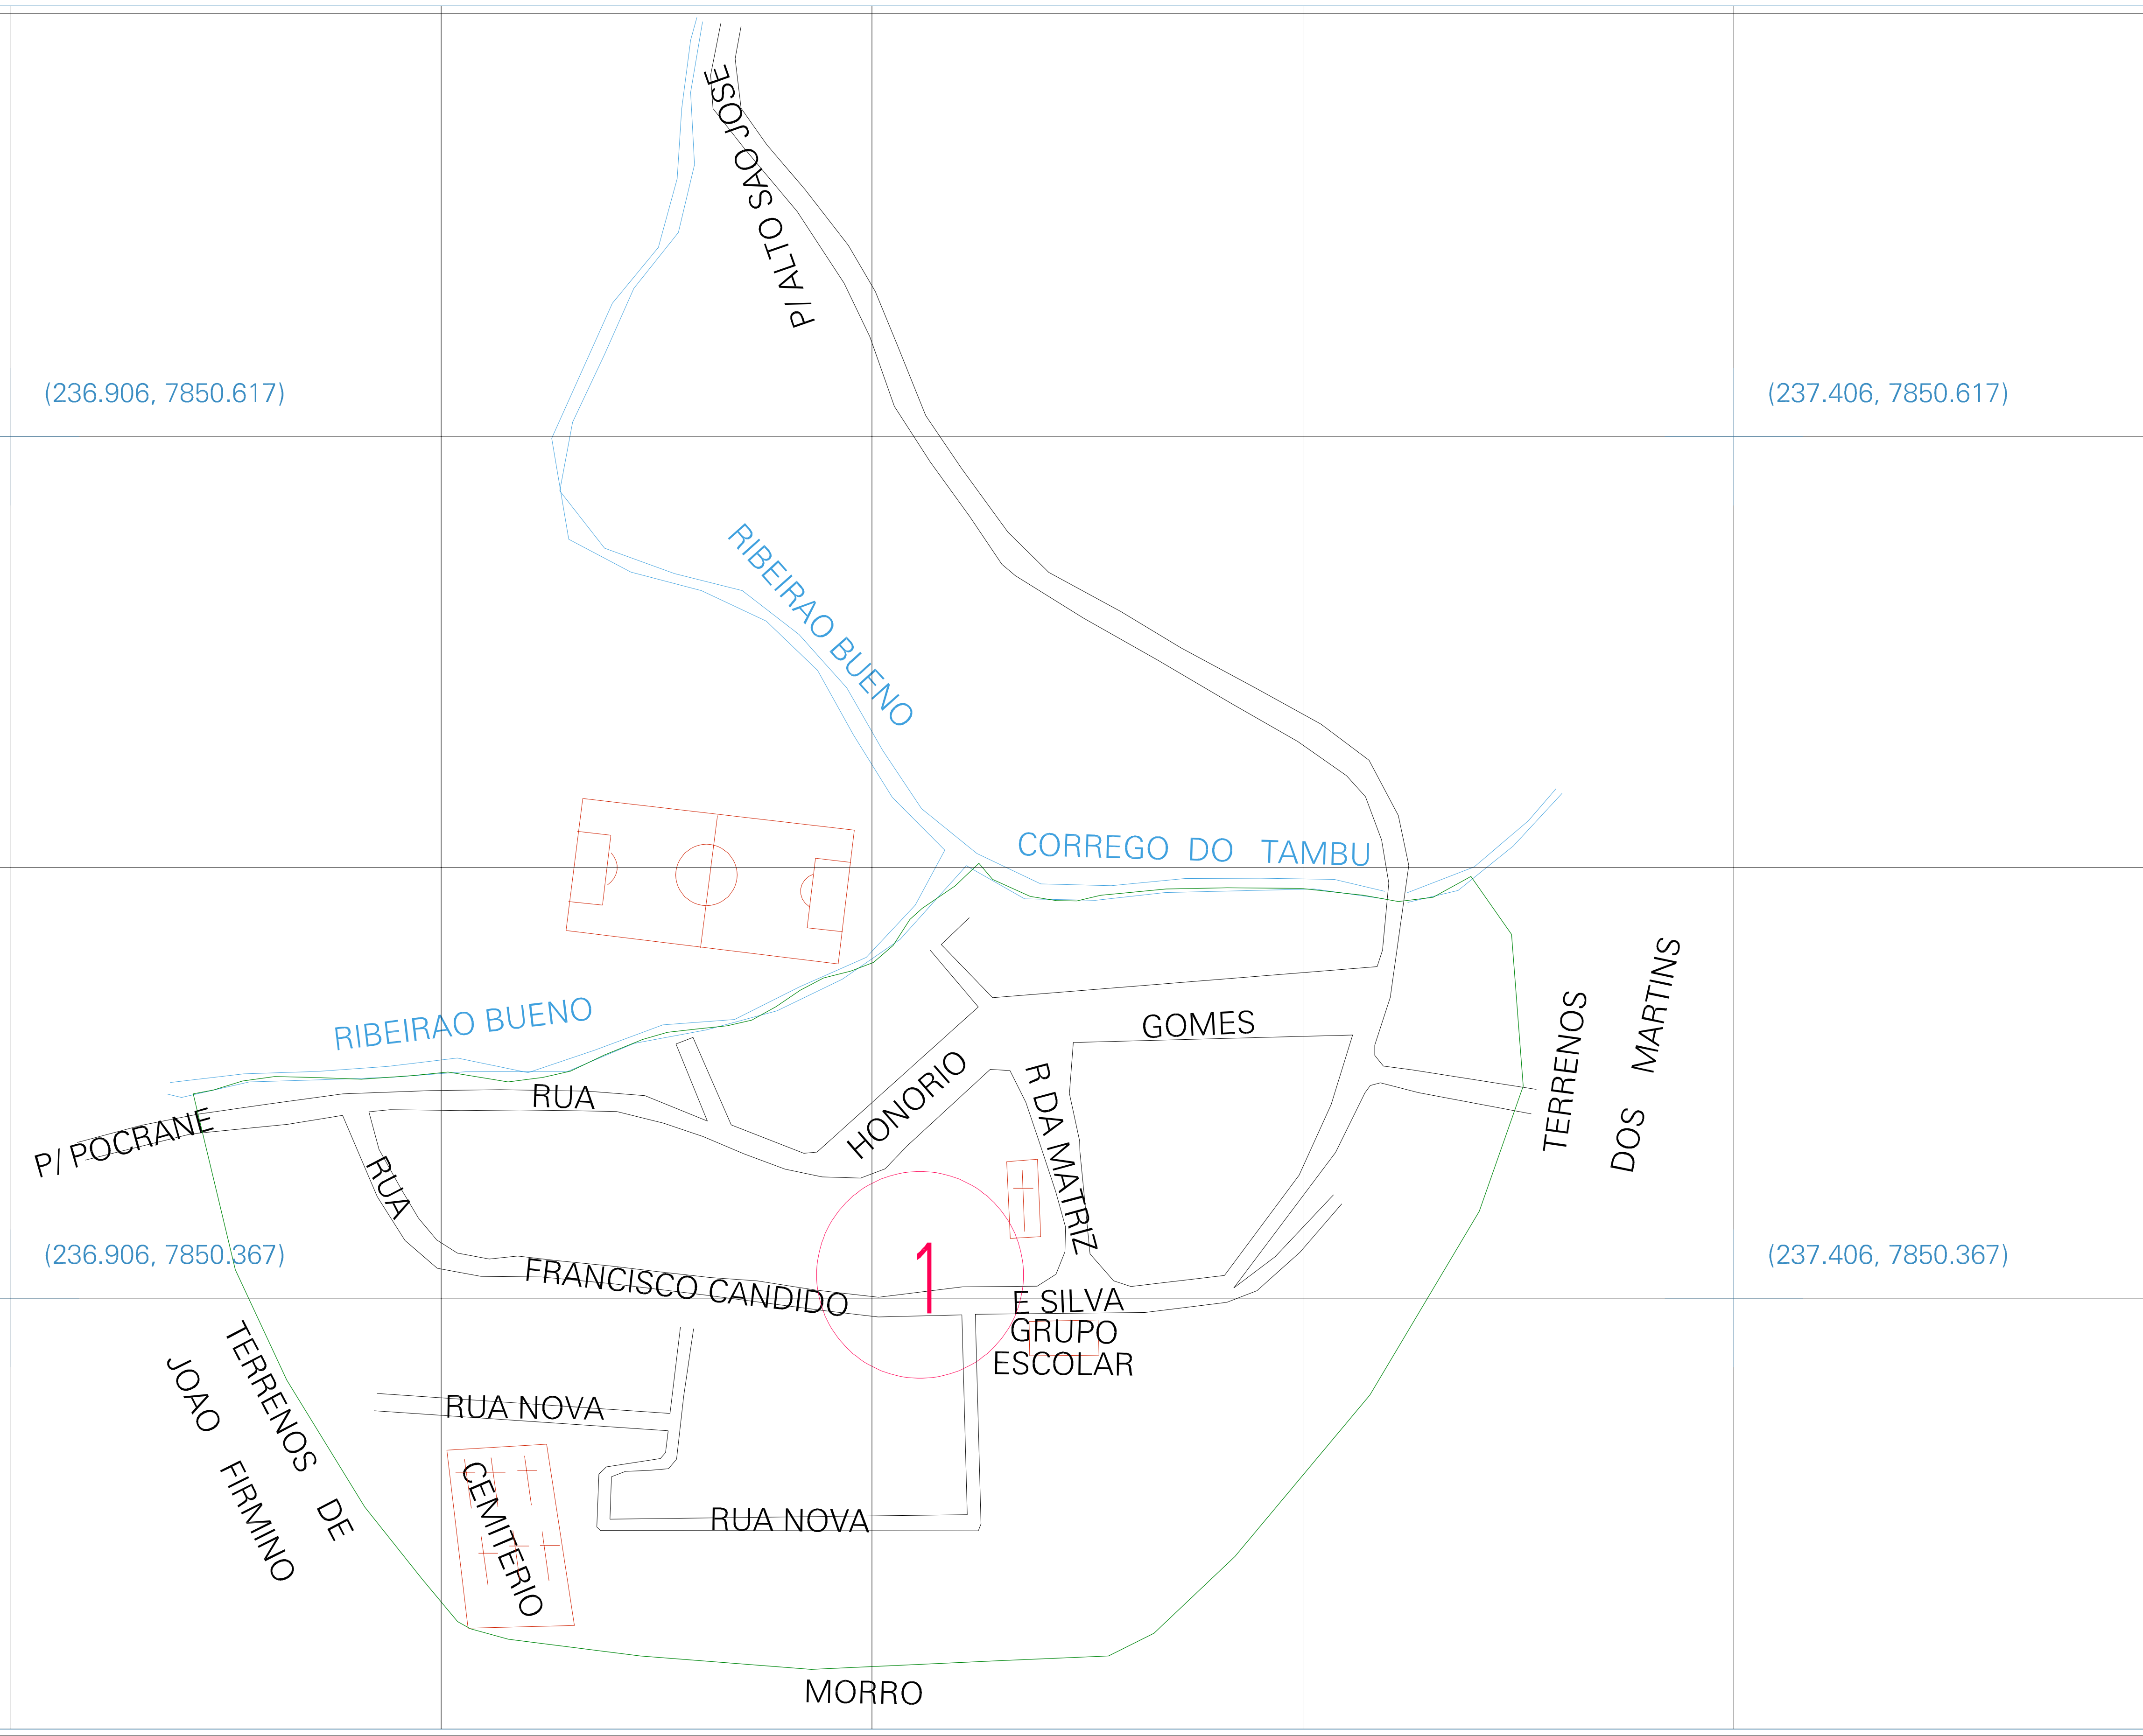 P/ ALTO SAO JOSE
(236.906, 7850.617)
(237.406, 7850.617)
RIBEIRAO BUENO
CORREGO DO TAMBU
RIBEIRAO BUENO
GOMES
TERRENOS
DOS MARTINS
RUA
HONORIO
R DA MATRIZ
P/ POCRANE
RUA
(236.906, 7850.367)
(237.406, 7850.367)
1
FRANCISCO CANDIDO
E SILVA
GRUPO
ESCOLAR
TERRENOS DE
JOAO FIRMINO
RUA NOVA
CEMITERIO
RUA NOVA
MORRO